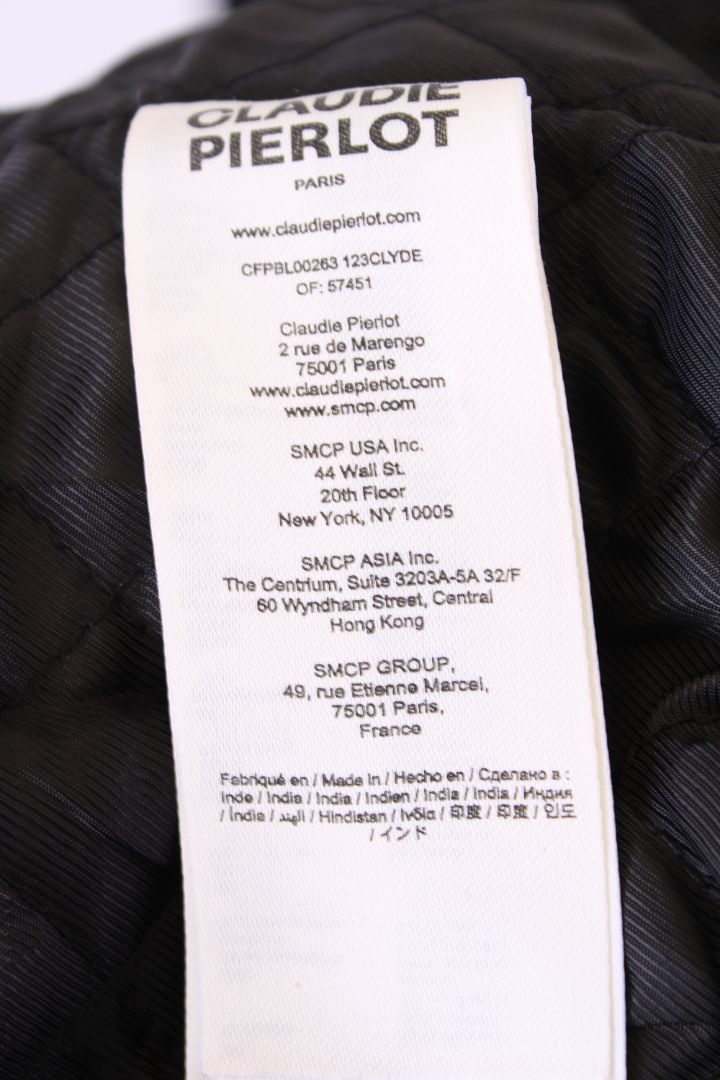 CLAUDIE
PIERLOT
PARIS
www.claudiepierlot.com
CFPBL00263 123CLYDE
OF: 57451
Claudie Pierlot
2 rue de Marengo
75001 Paris
www.claudiepierlot.com
www.smcp.com
SMCP USA Inc.
44 Wall St.
20th Floor
New York, NY 10005
SMCP ASIA Inc.
The Centrium, Suite 3203A-5A 32/F
60 Wyndham Street, Central
Hong Kong
SMCP GROUP,
49, rue Etienne Marcel,
75001 Paris,
France
Fabriqué en / Made in / Hecho en / Сделано в :
Inde / India / India / Indien / India / India / Индия
/ Índia / الهند / Hindistan / Ινδία / 印度 / 印度 / 인도
/ インド